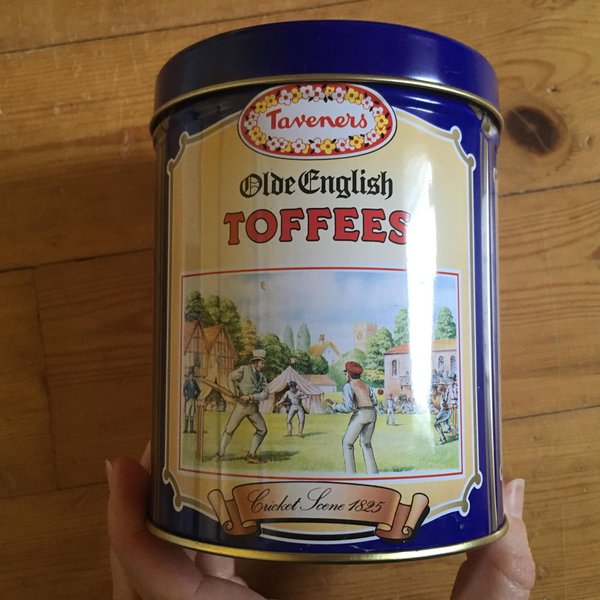 Taveners
Olde English
TOFFEES
Cricket Scene 1825